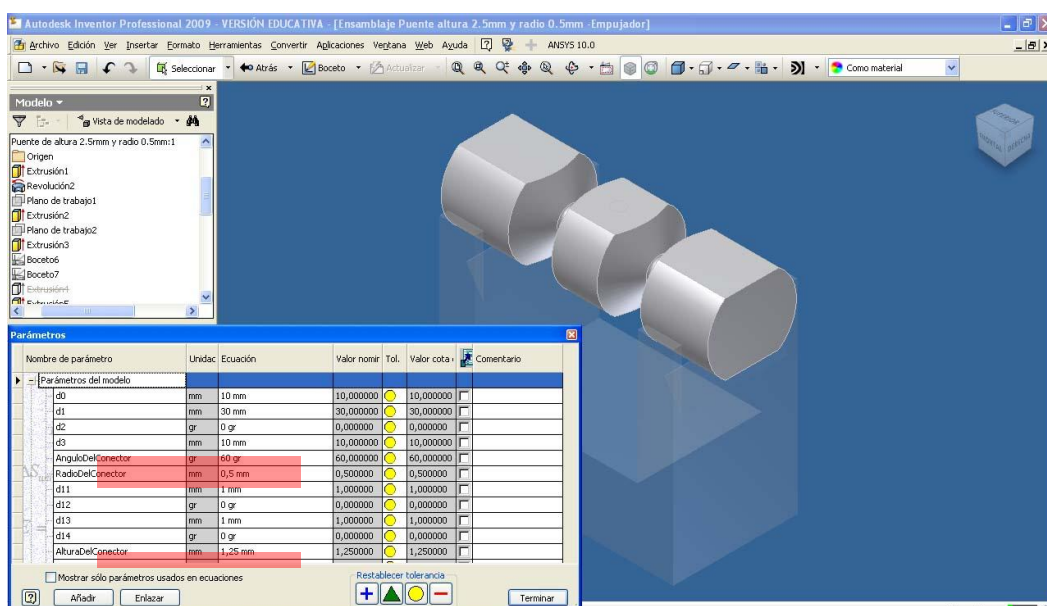 Autodesk Inventor Professional 2009 - VERSIÓN EDUCATIVA - [Ensamblaje Puente altura 2.5mm y radio 0.5mm -Empujador]
Archivo Edición Ver Insertar Formato Herramientas Convertir Aplicaciones Ventana Web Ayuda ANSYS 10.0
Seleccionar Atrás Boceto Actualizar Como material
Modelo
Vista de modelado
Puente de altura 2.5rmm y radio 0.5mm:1
Origen
Extrusión1
Revolución2
Plano de trabajo1
Extrusión2
Plano de trabajo2
Extrusión3
Boceto6
Boceto7
Extrusión4
Extrusión5
Parámetros
Nombre de parámetro Unidac Ecuación Valor nomir Tol. Valor cota Comentario
Parámetros del modelo
d0 mm 10 mm 10,000000 10,000000
d1 mm 30 mm 30,000000 30,000000
d2 gr 0 gr 0,000000 0,000000
d3 mm 10 mm 10,000000 10,000000
AnguloDelConector gr 60 gr 60,000000 60,000000
RadioDelConector mm 0,5 mm 0,500000 0,500000
d11 mm 1 mm 1,000000 1,000000
d12 gr 0 gr 0,000000 0,000000
d13 mm 1 mm 1,000000 1,000000
d14 gr 0 gr 0,000000 0,000000
AlturaDelConector mm 1,25 mm 1,250000 1,250000
Mostrar sólo parámetros usados en ecuaciones
Restablecer tolerancia
Añadir Enlazar Terminar